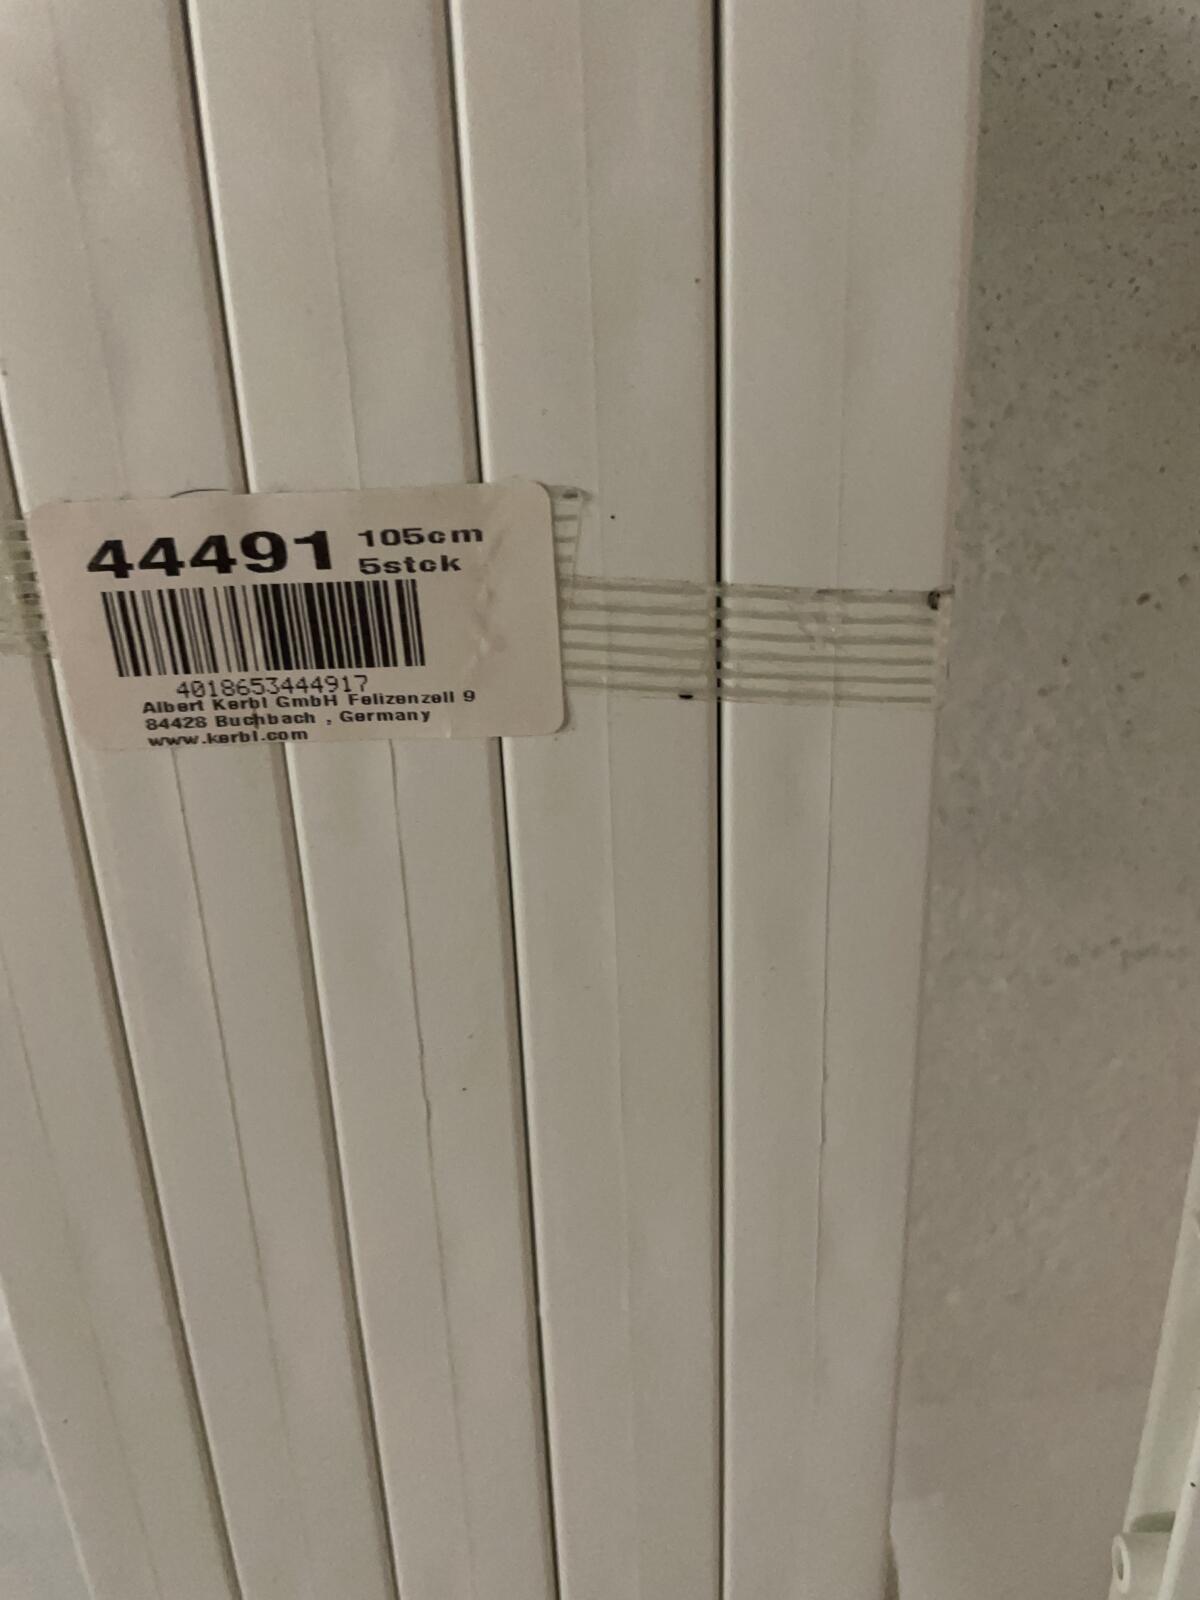 44491 105cm
5stck
4018653444917
Albert Kerbl GmbH Felizenzell 9
84428 Buchbach , Germany
www.kerbl.com